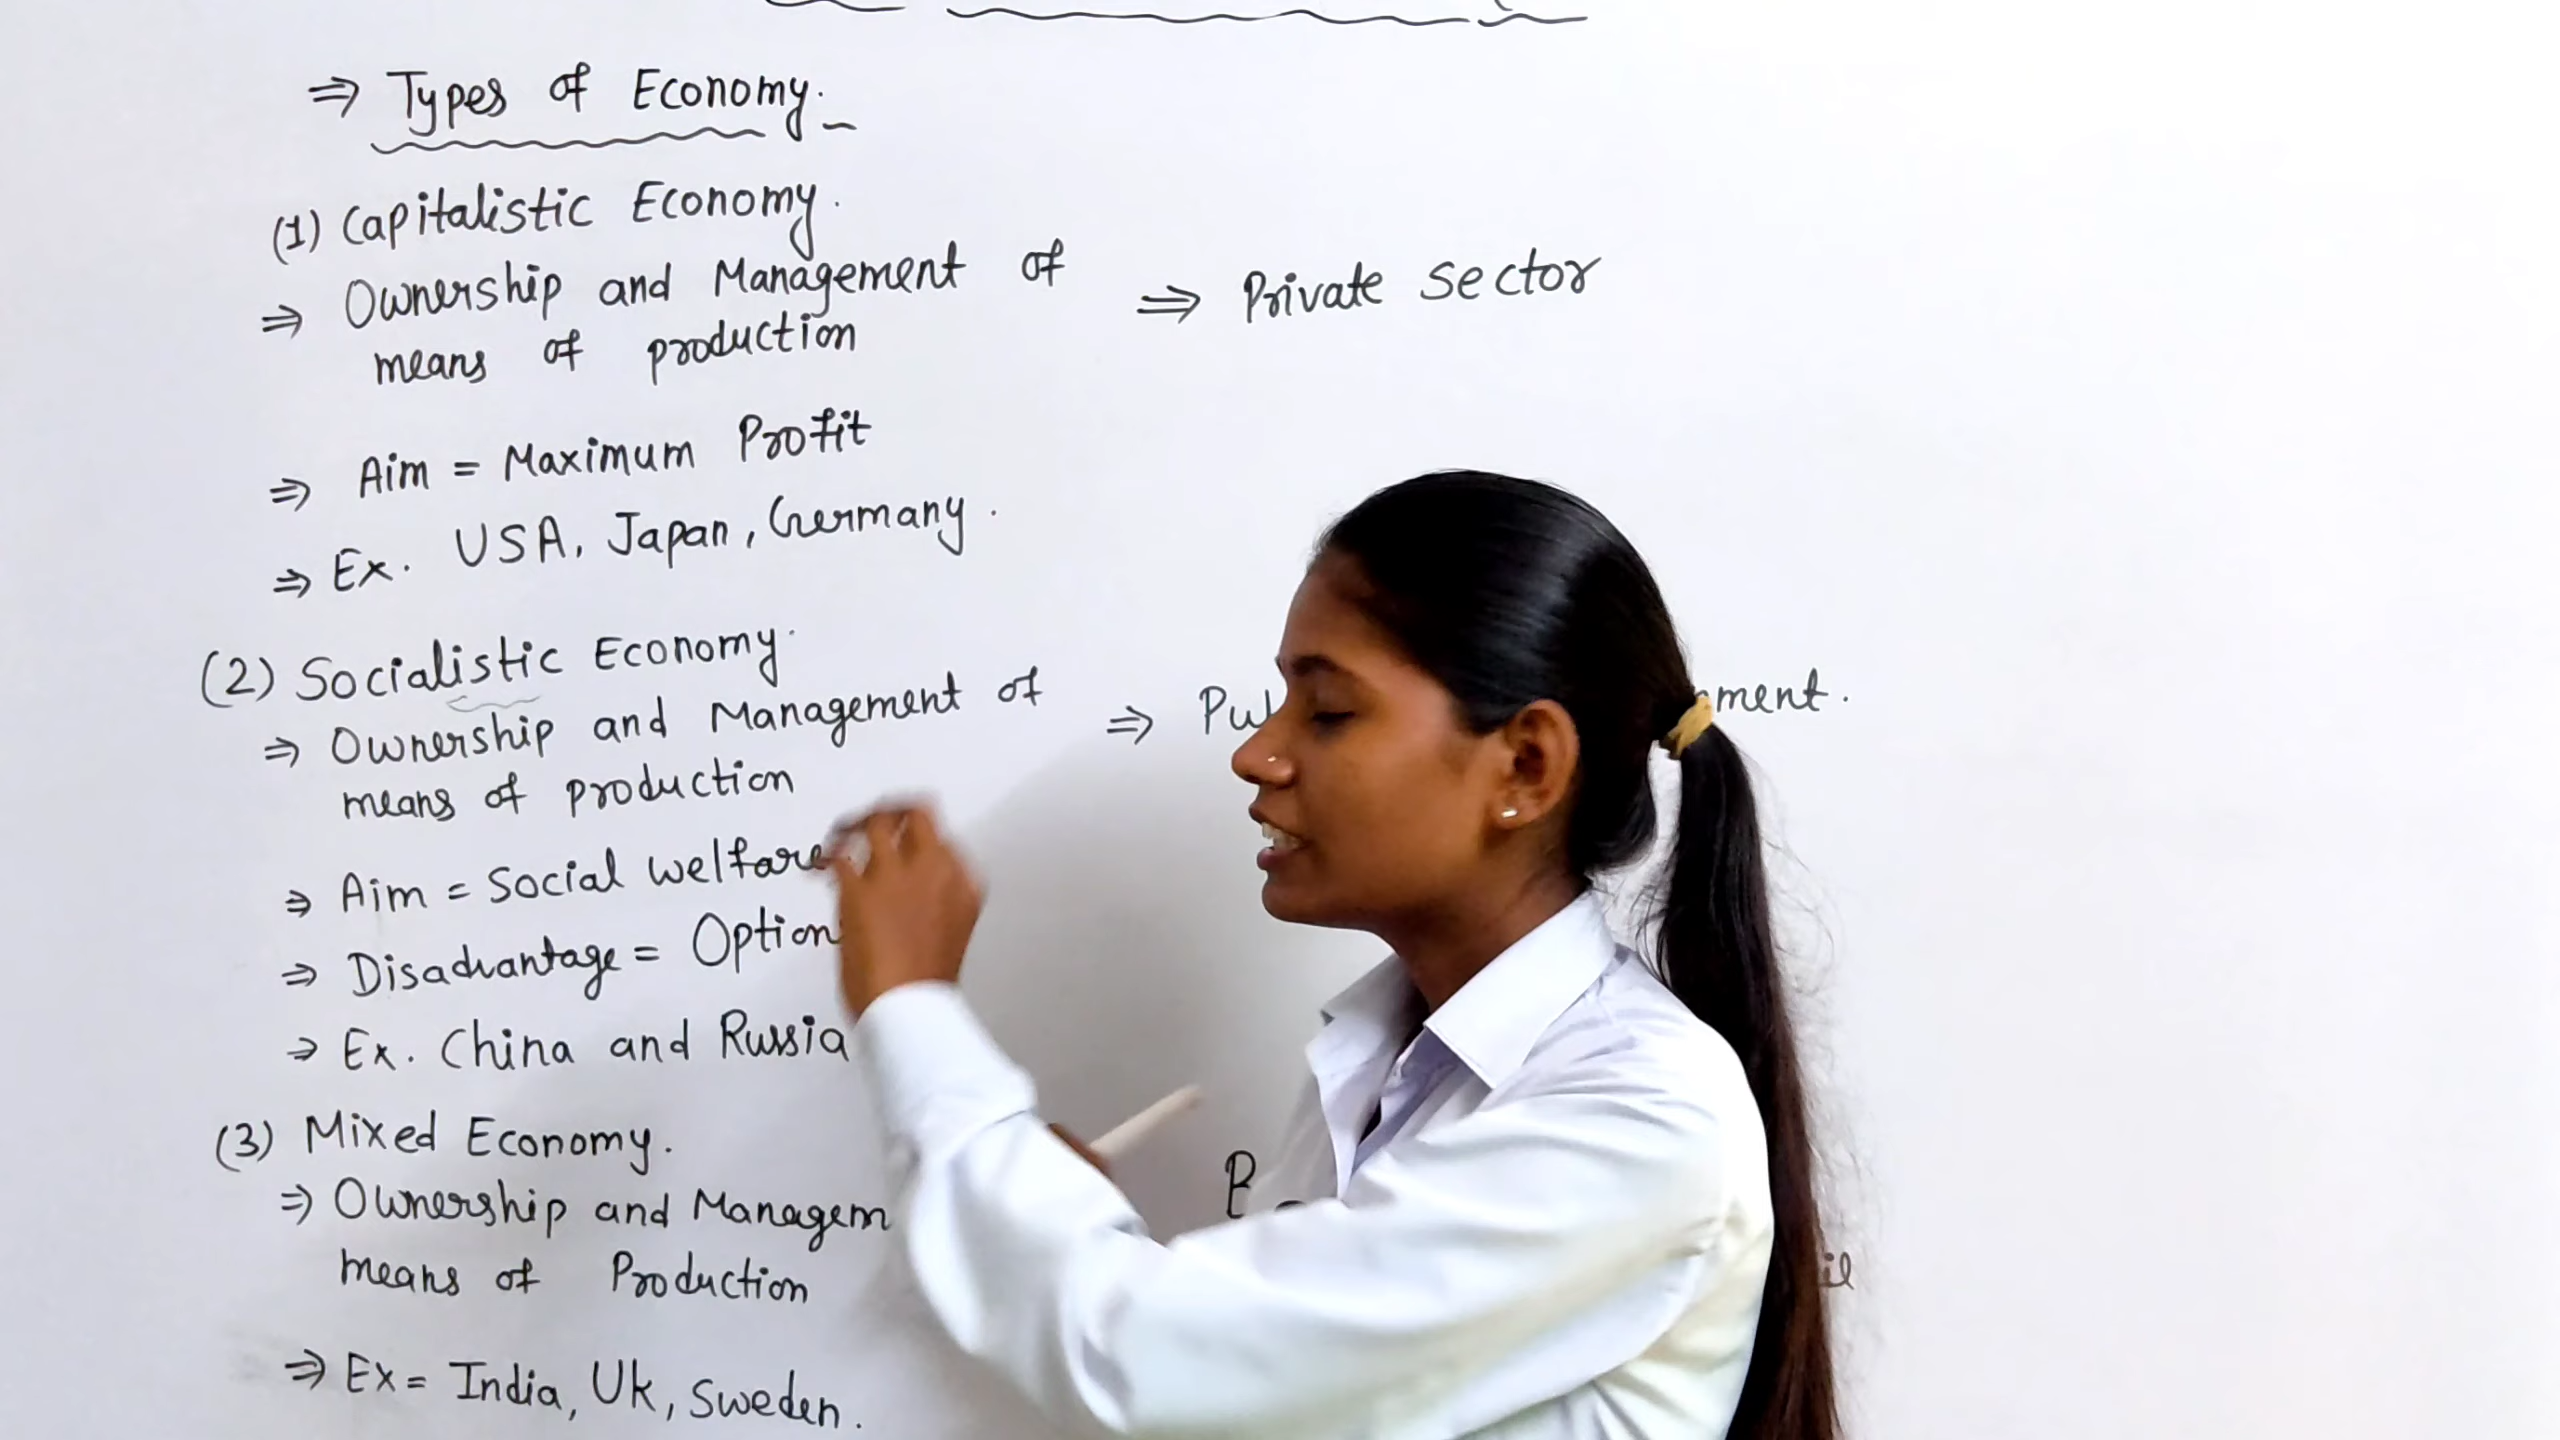 ⇒ Types of Economy.
(1) Capitalistic Economy.
⇒ Ownership and Management of
means of production
⇒ Private Sector
⇒ Aim = Maximum Profit
⇒ Ex. USA, Japan, Germany.
(2) Socialistic Economy.
⇒ Ownership and Management of
means of production
⇒
⇒ Aim = Social welfare
⇒ Disadvantage = Option
⇒ Ex. China and Russia
(3) Mixed Economy.
⇒ Ownership and Managem
means of Production
⇒ Ex = India, Uk, Sweden.